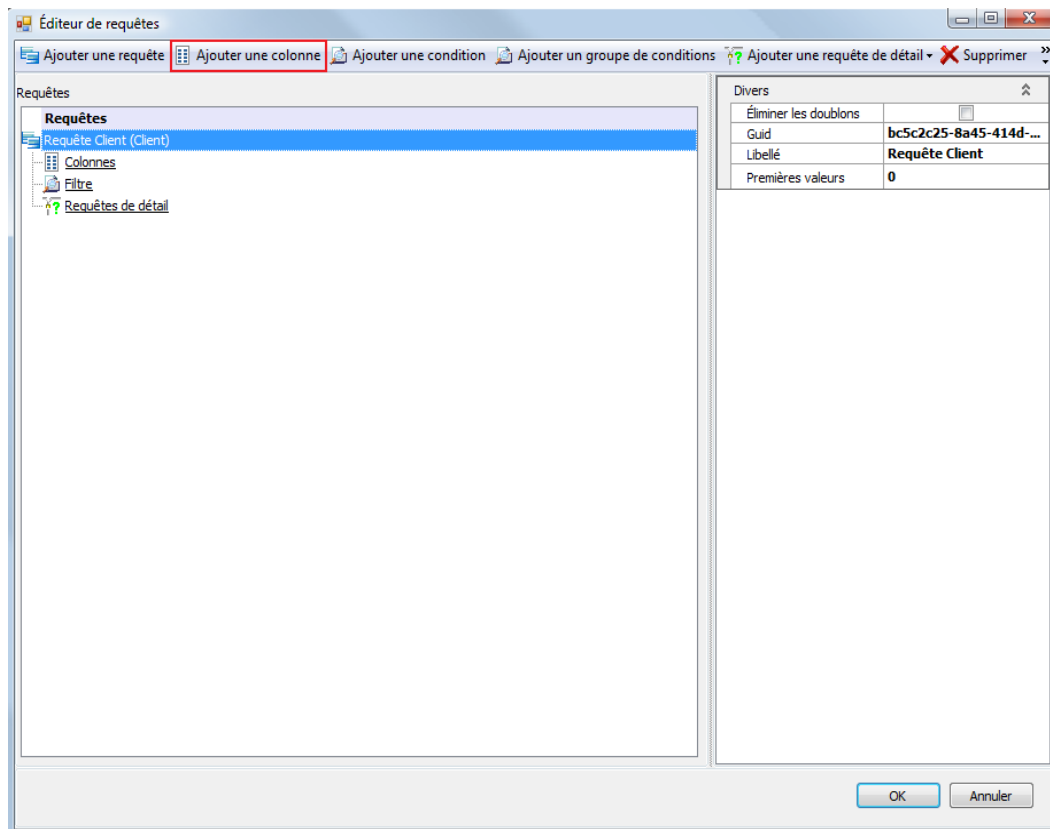 Éditeur de requêtes
Ajouter une requête Ajouter une colonne Ajouter une condition Ajouter un groupe de conditions Ajouter une requête de détail Supprimer
Requêtes
Requêtes
Requête Client (Client)
Colonnes
Filtre
Requêtes de détail
Divers
Éliminer les doublons
Guid bc5c2c25-8a45-414d-...
Libellé Requête Client
Premières valeurs 0
OK Annuler